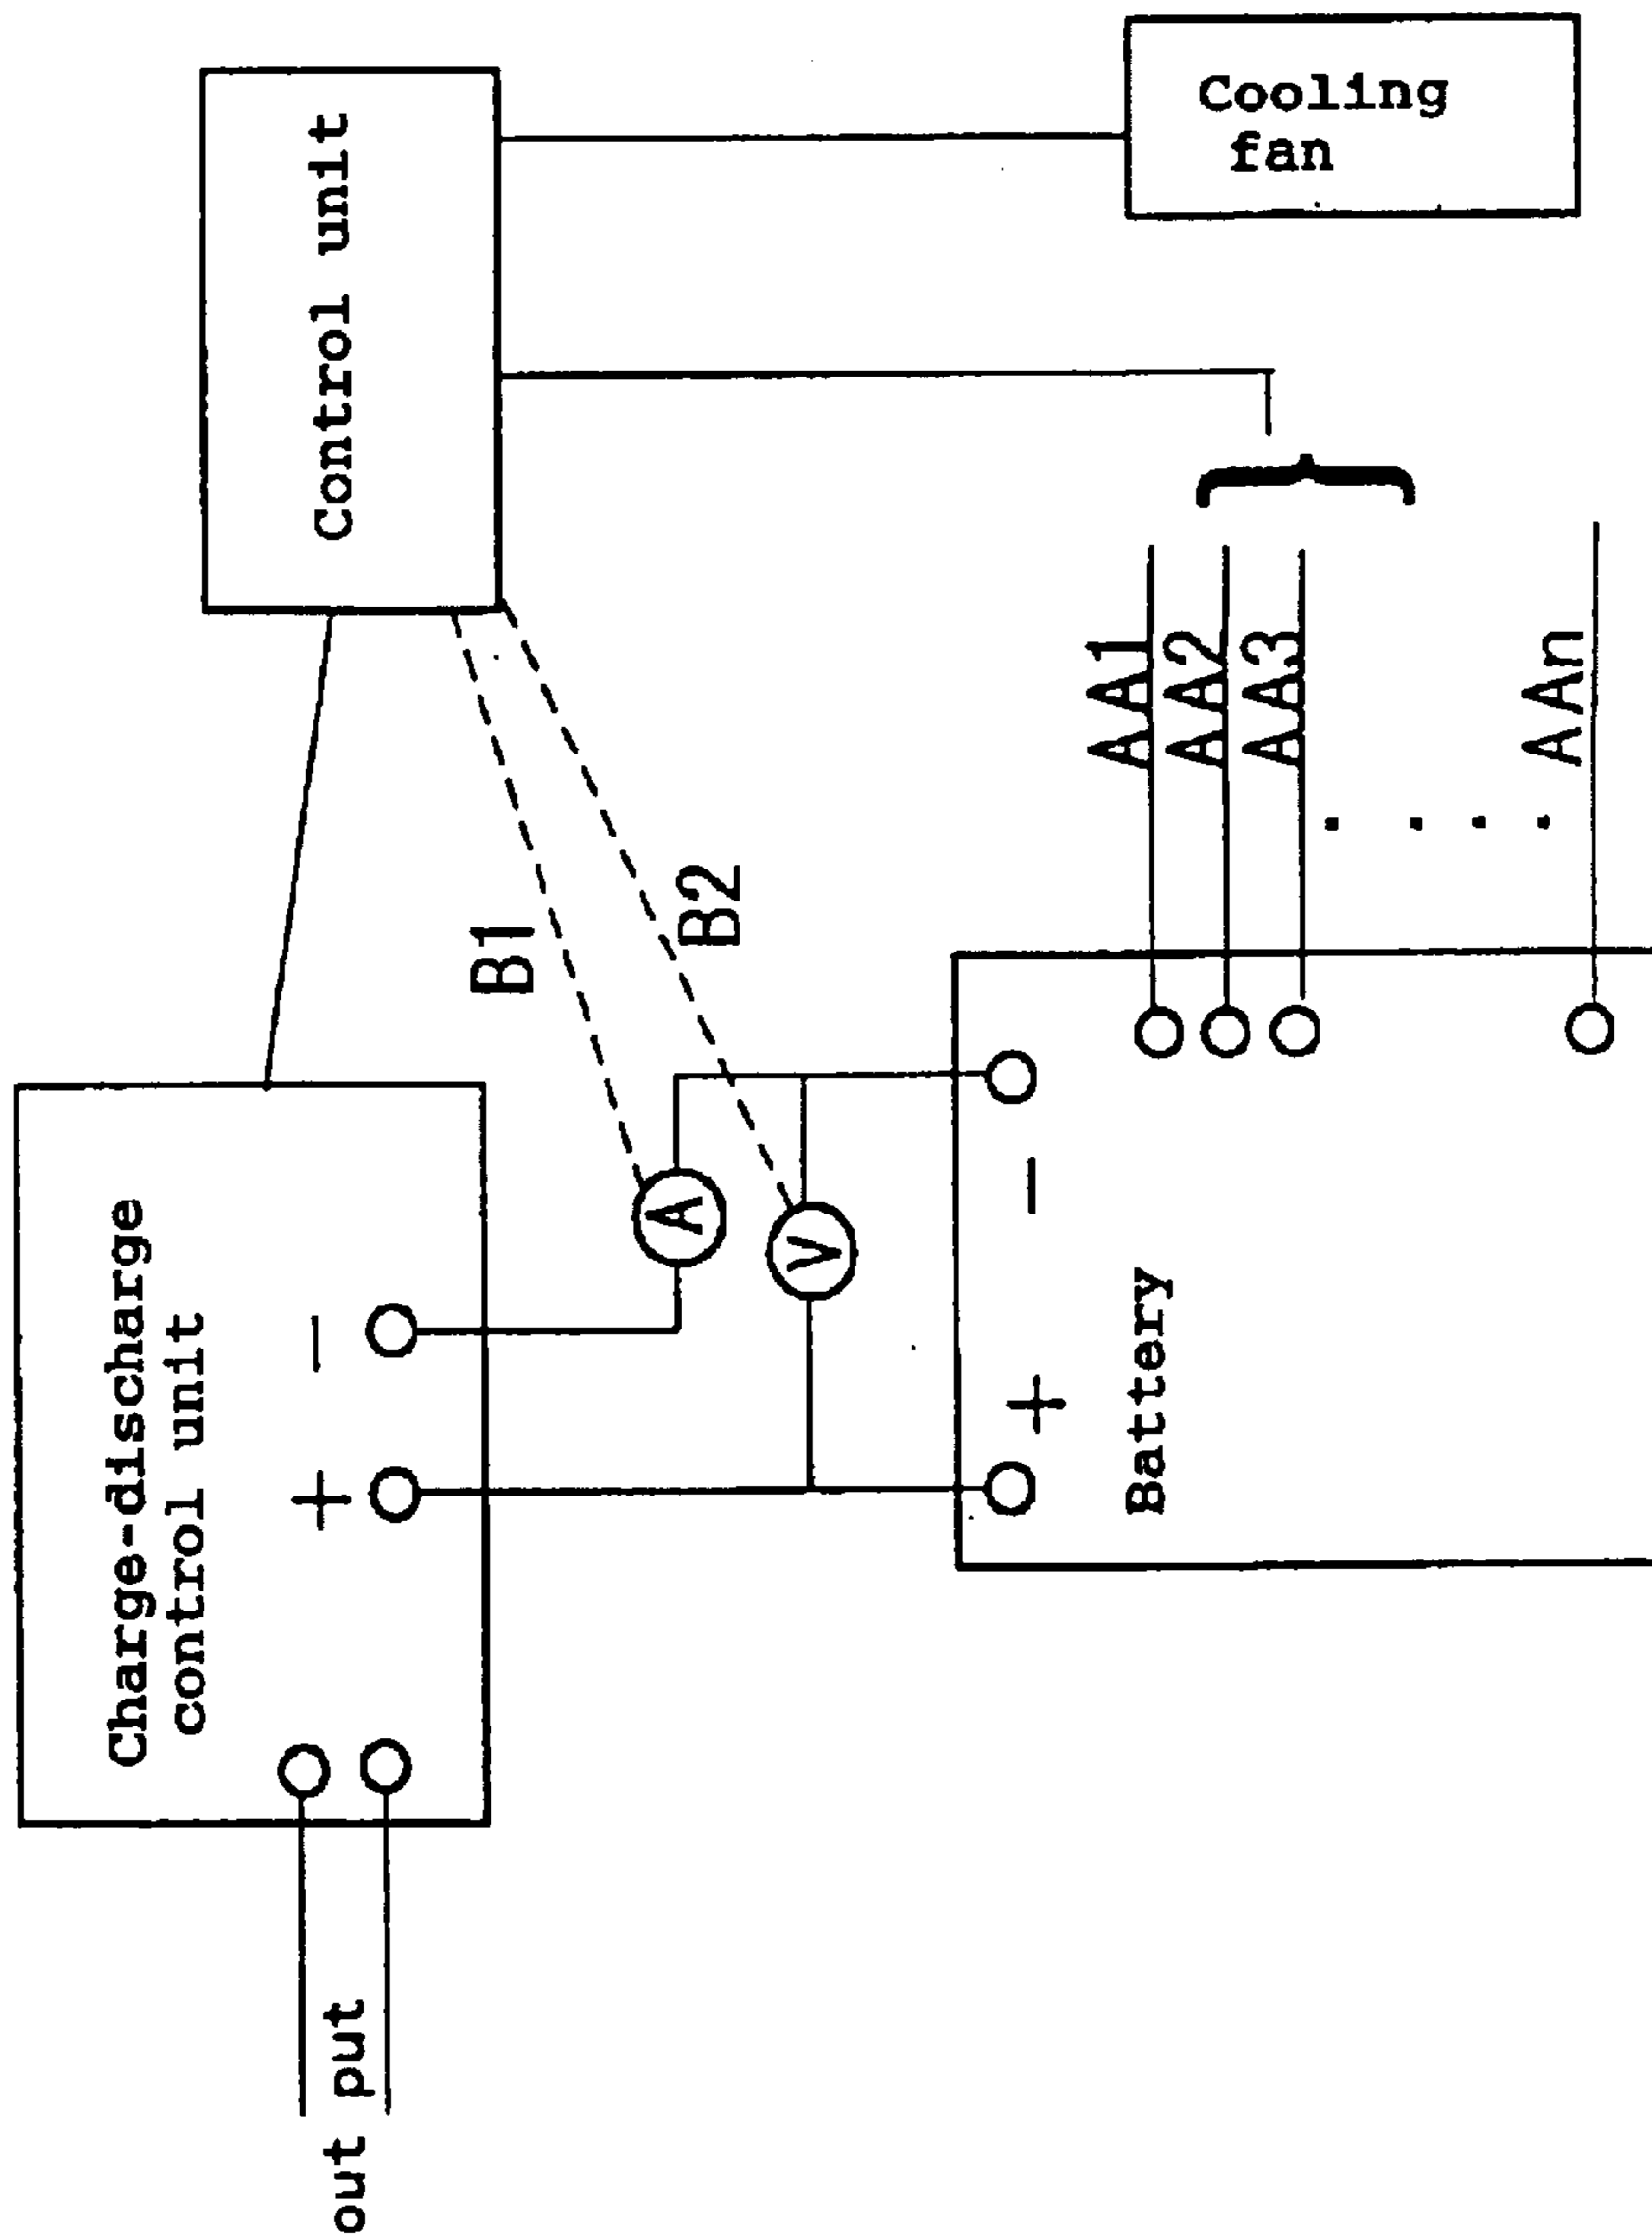 out put
Charge-discharge
control unit
+
−
Control unit
B1
B2
A
V
+
−
Battery
AA1
AA2
AA3
AAn
Cooling
fan